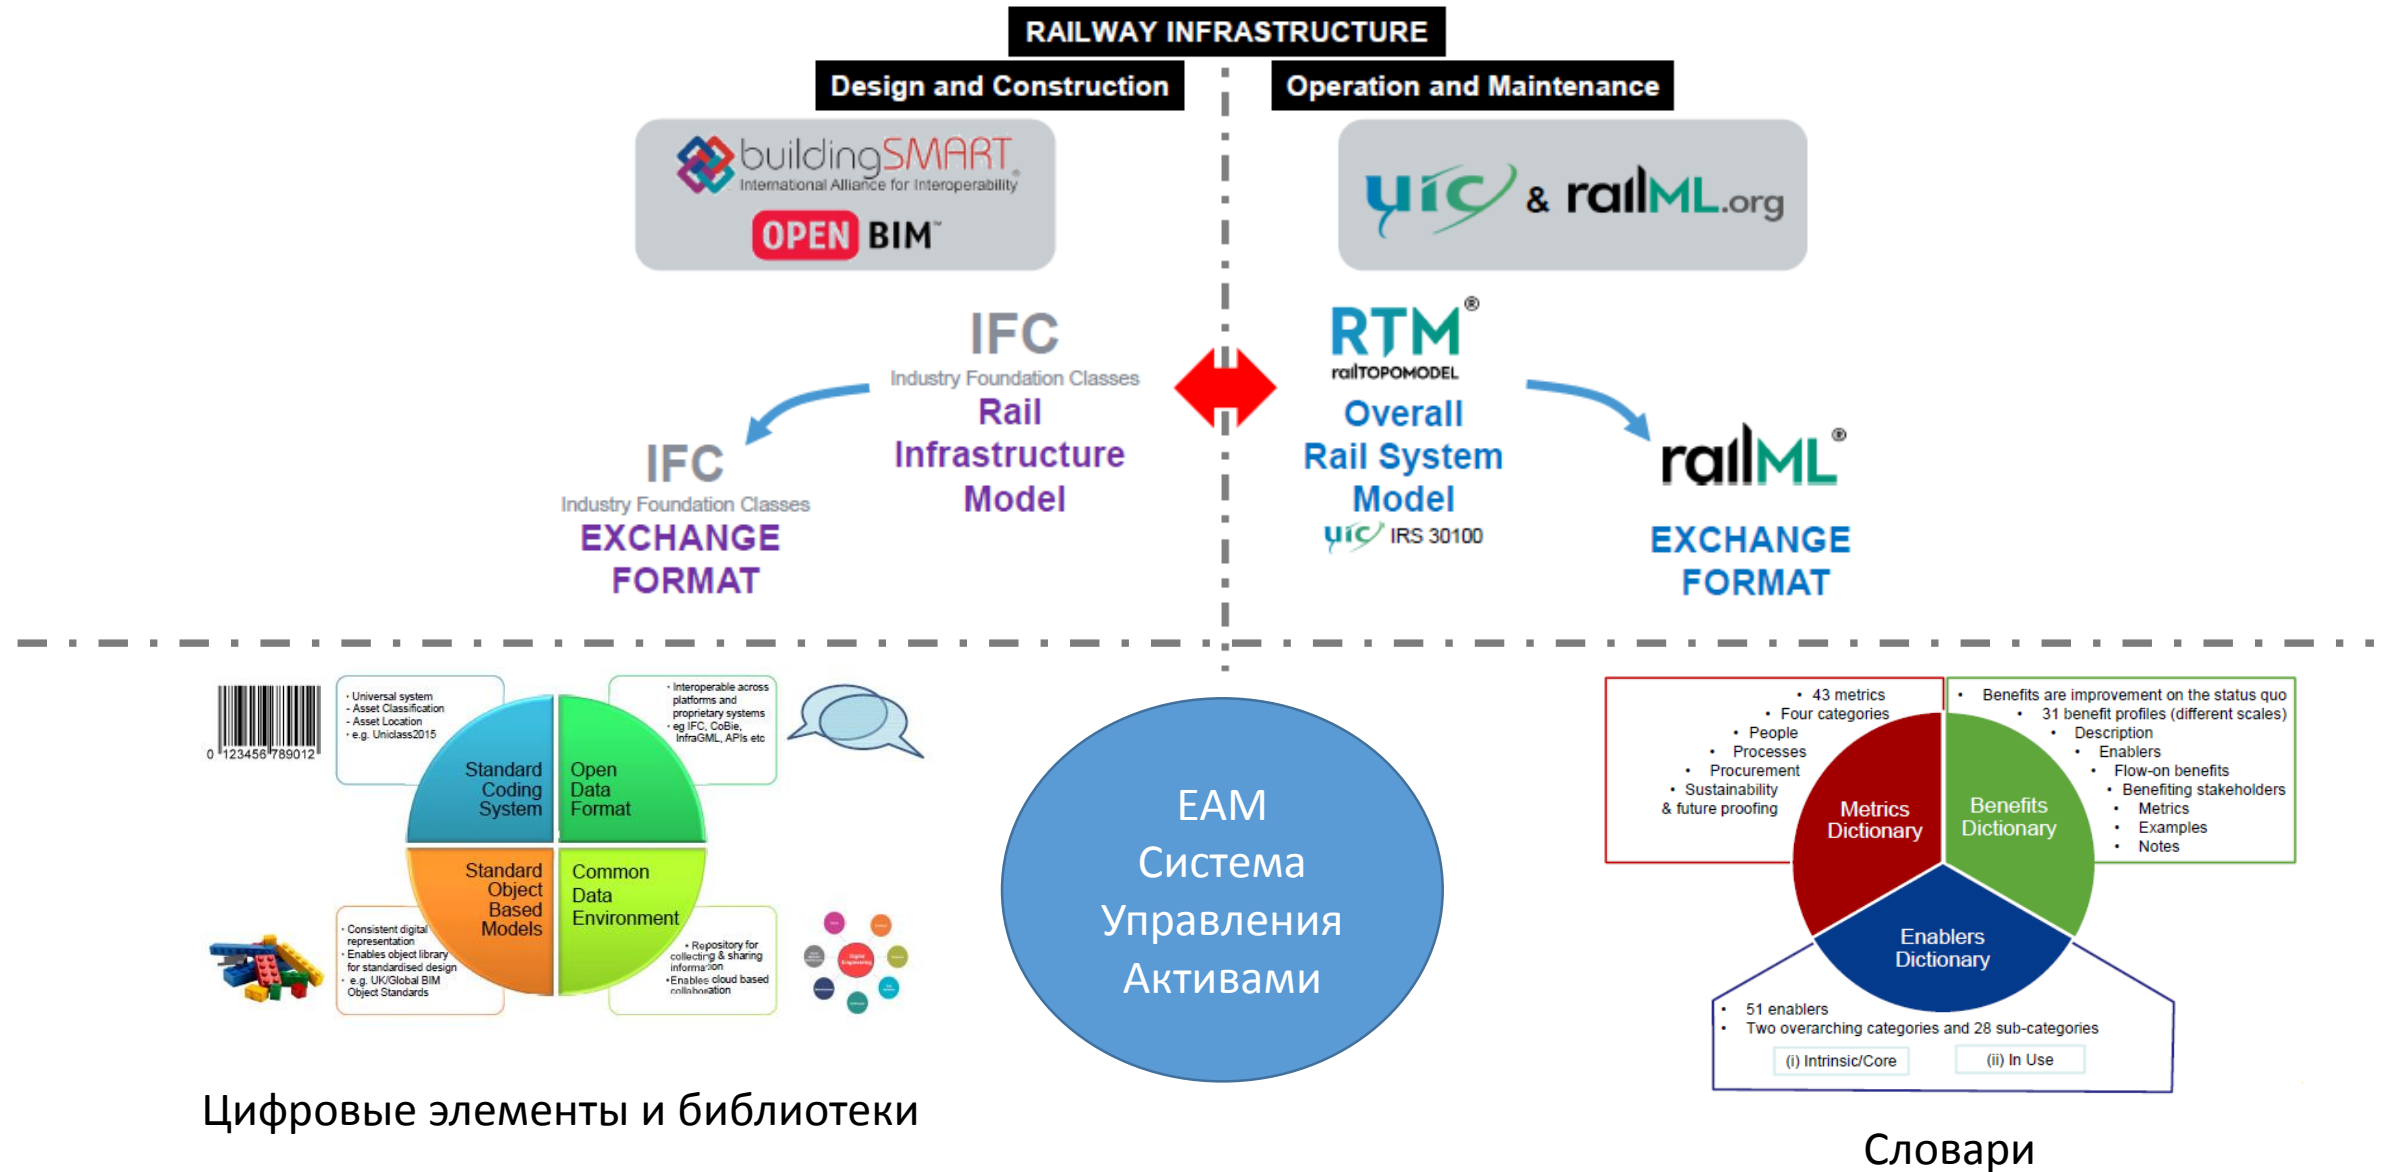 RAILWAY INFRASTRUCTURE
Design and Construction
Operation and Maintenance
buildingSMART®
International Alliance for Interoperability
OPEN BIM™
uic & railML.org
IFC
Industry Foundation Classes
Rail
Infrastructure
Model
IFC
Industry Foundation Classes
EXCHANGE
FORMAT
RTM®
railTOPOMODEL
Overall
Rail System
Model
uic IRS 30100
railML®
EXCHANGE
FORMAT
0 123456 789012
· Universal system
- Asset Classification
- Asset Location
· e.g. Uniclass2015
Standard
Coding
System
· Interoperable across
platforms and
proprietary systems
· eg IFC, CoBie,
InfraGML, APIs etc
Open
Data
Format
Standard
Object
Based
Models
· Consistent digital
representation
· Enables object library
for standardised design
· e.g. UK/Global BIM
Object Standards
Common
Data
Environment
• Repository for
collecting & sharing
information
•Enables cloud based
collaboration
Digital
Engineering
Цифровые элементы и библиотеки
EAM
Система
Управления
Активами
• 43 metrics
• Four categories
• People
• Processes
• Procurement
• Sustainability
& future proofing
Metrics
Dictionary
• Benefits are improvement on the status quo
• 31 benefit profiles (different scales)
• Description
• Enablers
• Flow-on benefits
• Benefiting stakeholders
• Metrics
• Examples
• Notes
Benefits
Dictionary
Enablers
Dictionary
• 51 enablers
• Two overarching categories and 28 sub-categories
(i) Intrinsic/Core
(ii) In Use
Словари